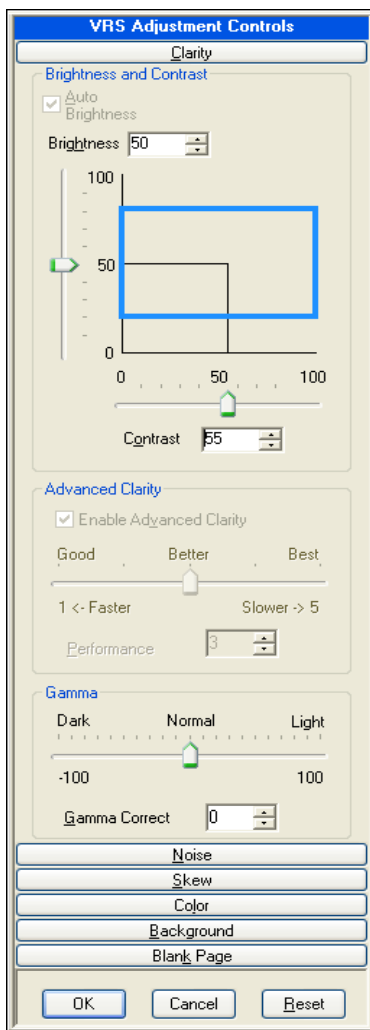 VRS Adjustment Controls
Clarity
Brightness and Contrast
Auto
Brightness
Brightness 50
100
50
0
0 50 100
Contrast 55
Advanced Clarity
Enable Advanced Clarity
Good Better Best
1 <- Faster Slower -> 5
Performance 3
Gamma
Dark Normal Light
-100 100
Gamma Correct 0
Noise
Skew
Color
Background
Blank Page
OK Cancel Reset